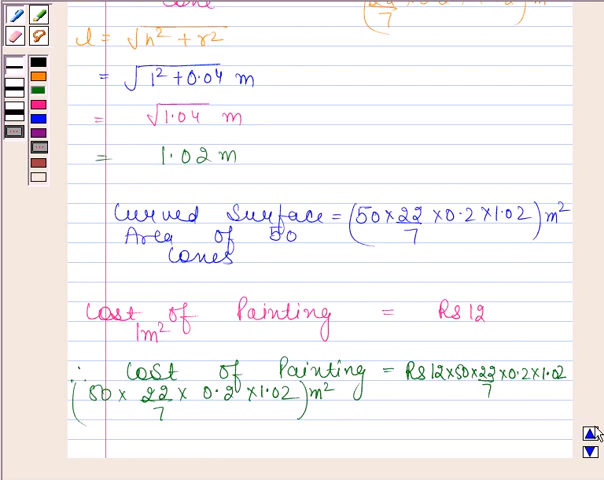 Cone
l = √h² + r²
= √1² + 0.04 m
= √1.04 m
= 1.02 m
Curved Surface = (50 × 22/7 × 0.2 × 1.02) m²
Area of 50
Cones
Cost of Painting = Rs 12
1m²
∴ Cost of Painting = Rs 12×50×22/7×0.2×1.02
(50 × 22/7 × 0.2 × 1.02) m²